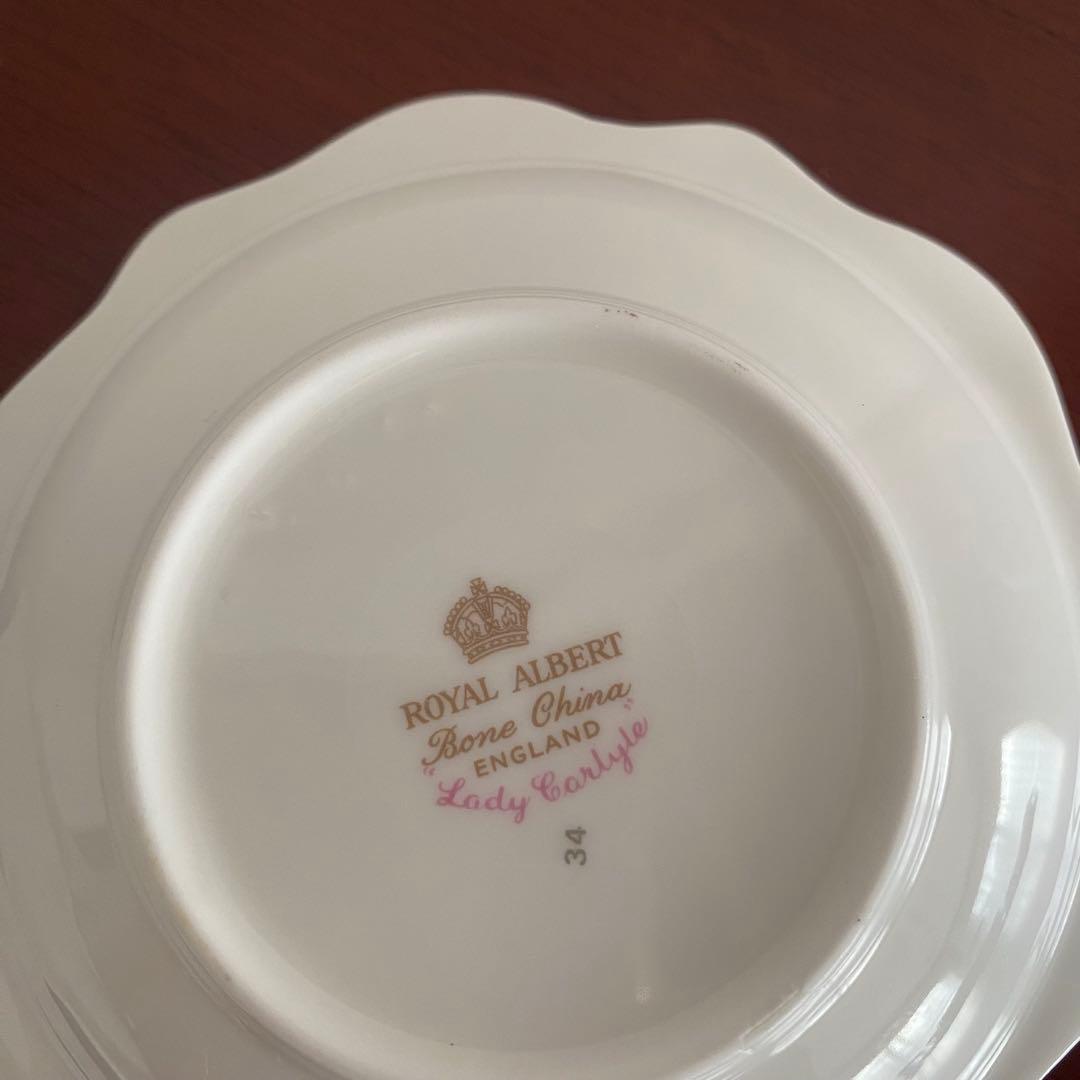 ROYAL ALBERT
Bone China
ENGLAND
"Lady Carlyle"
34